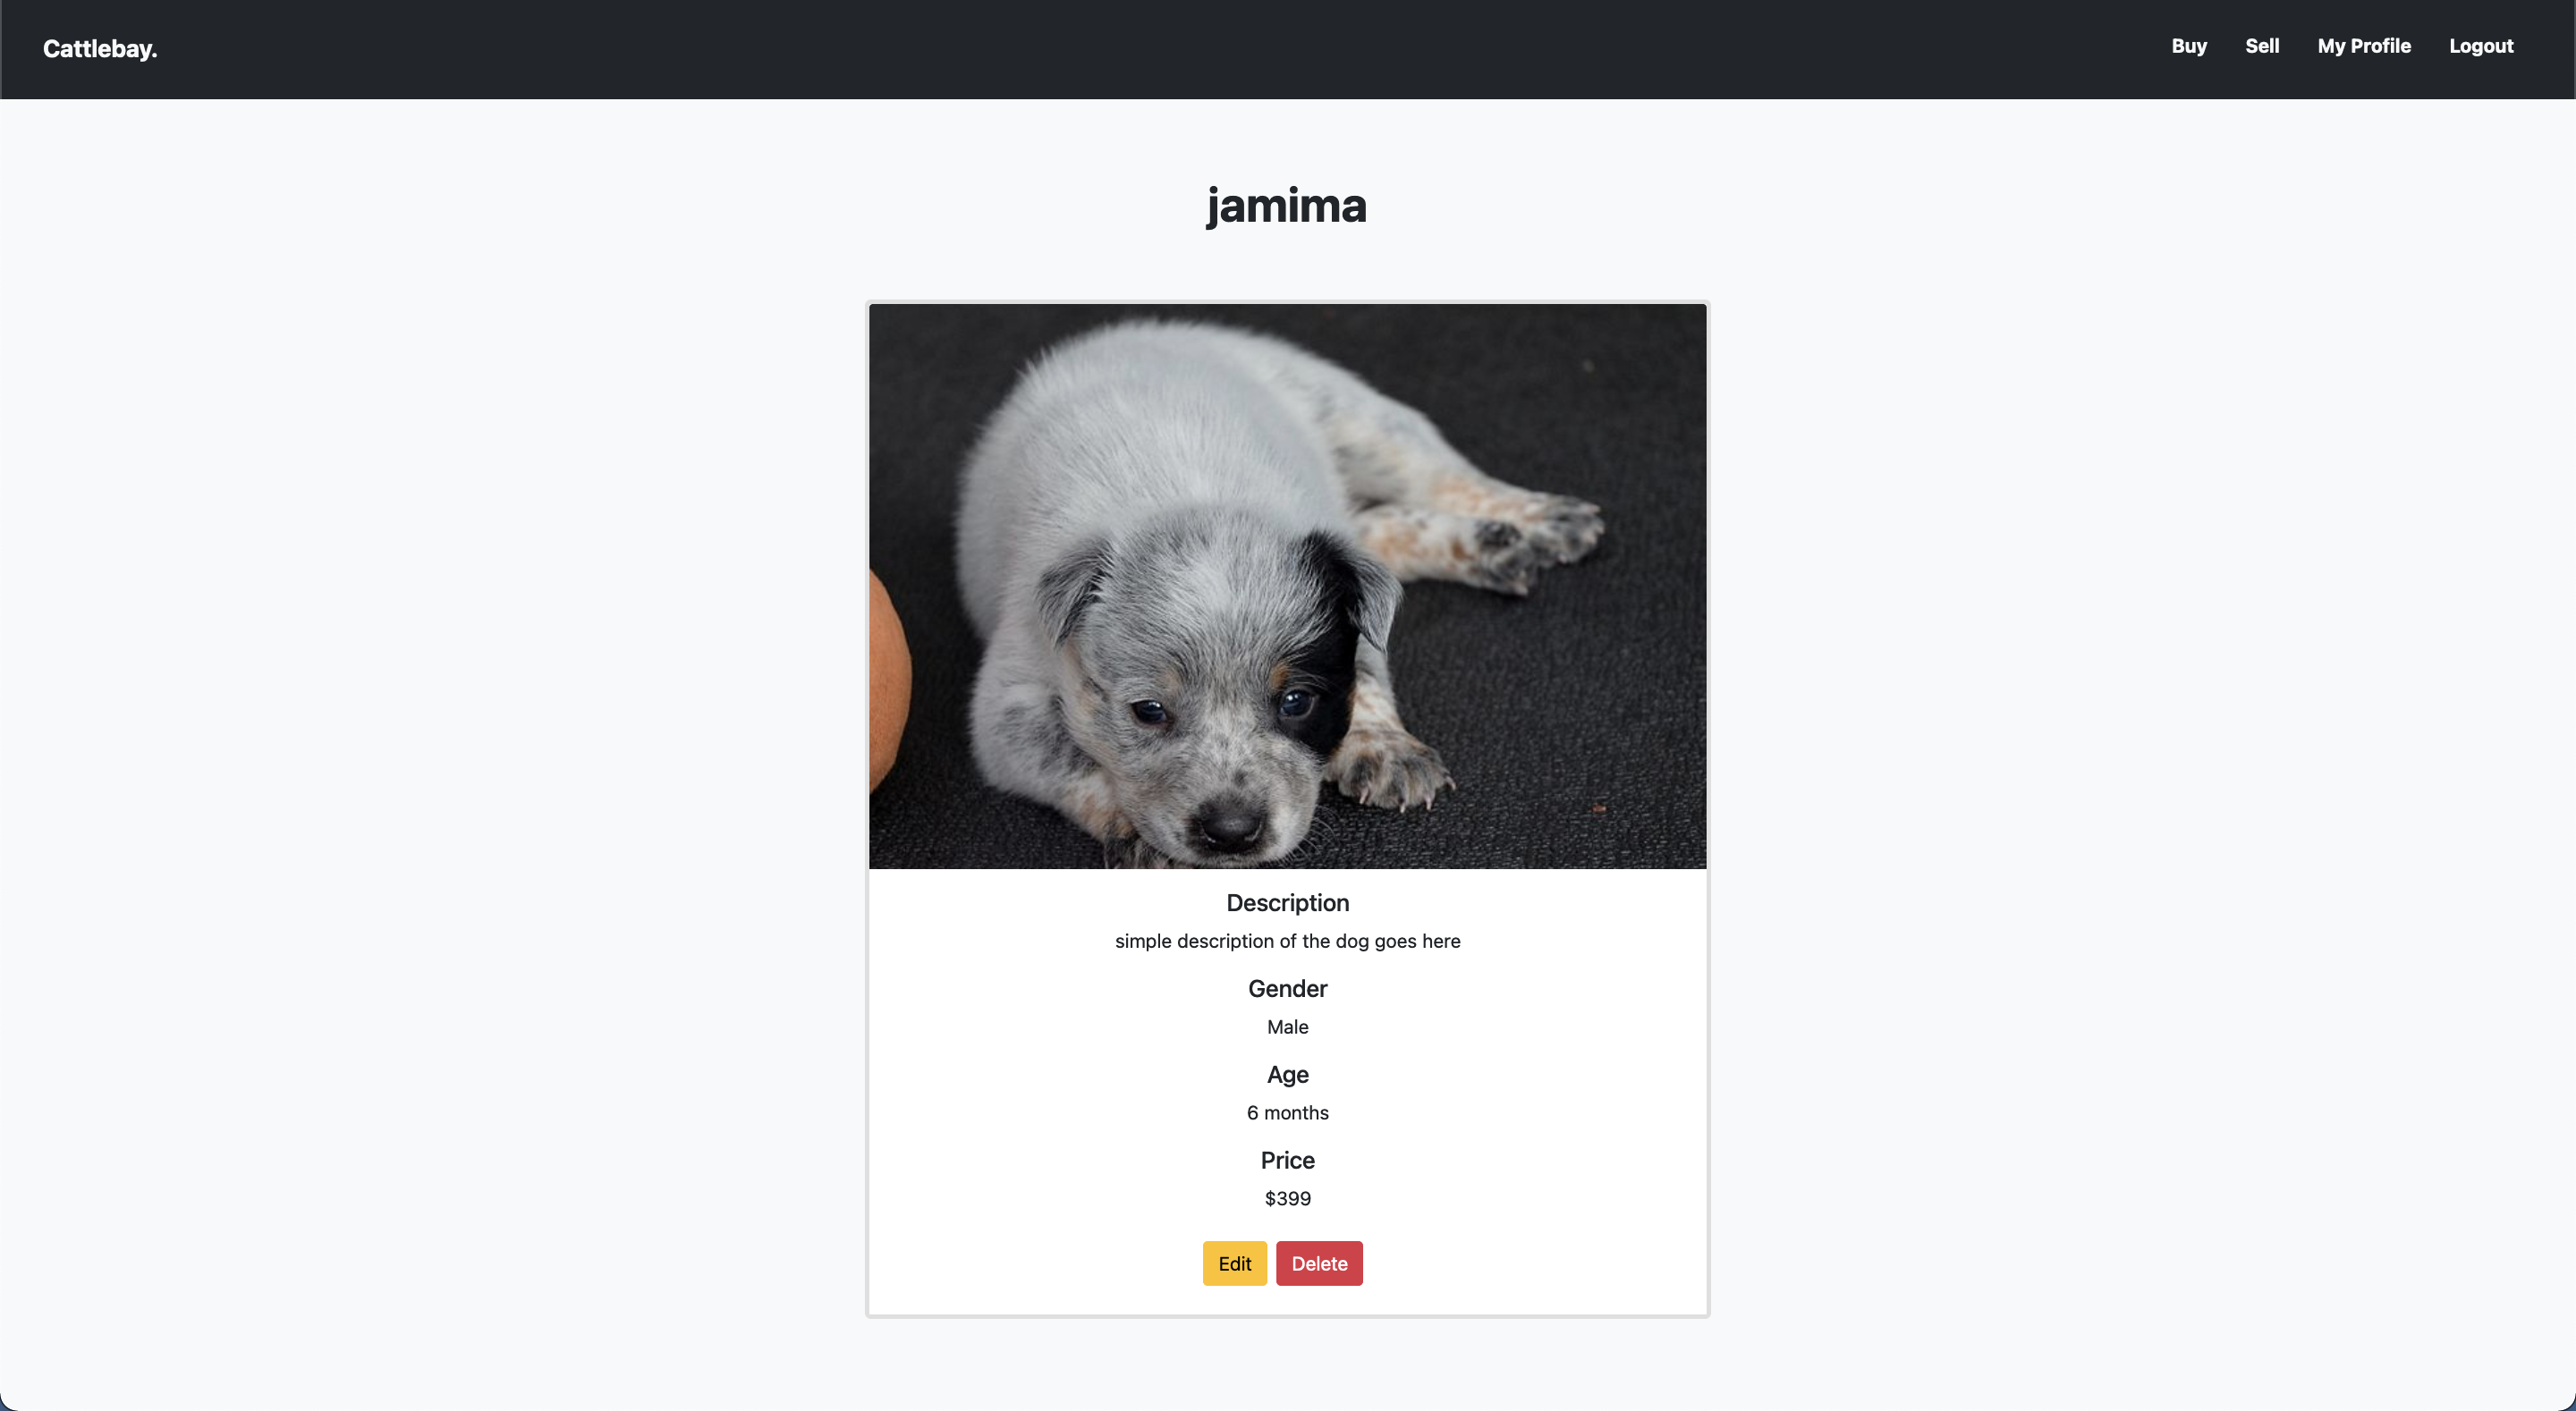 Cattlebay.
Buy Sell My Profile Logout
jamima
Description
simple description of the dog goes here
Gender
Male
Age
6 months
Price
$399
Edit Delete